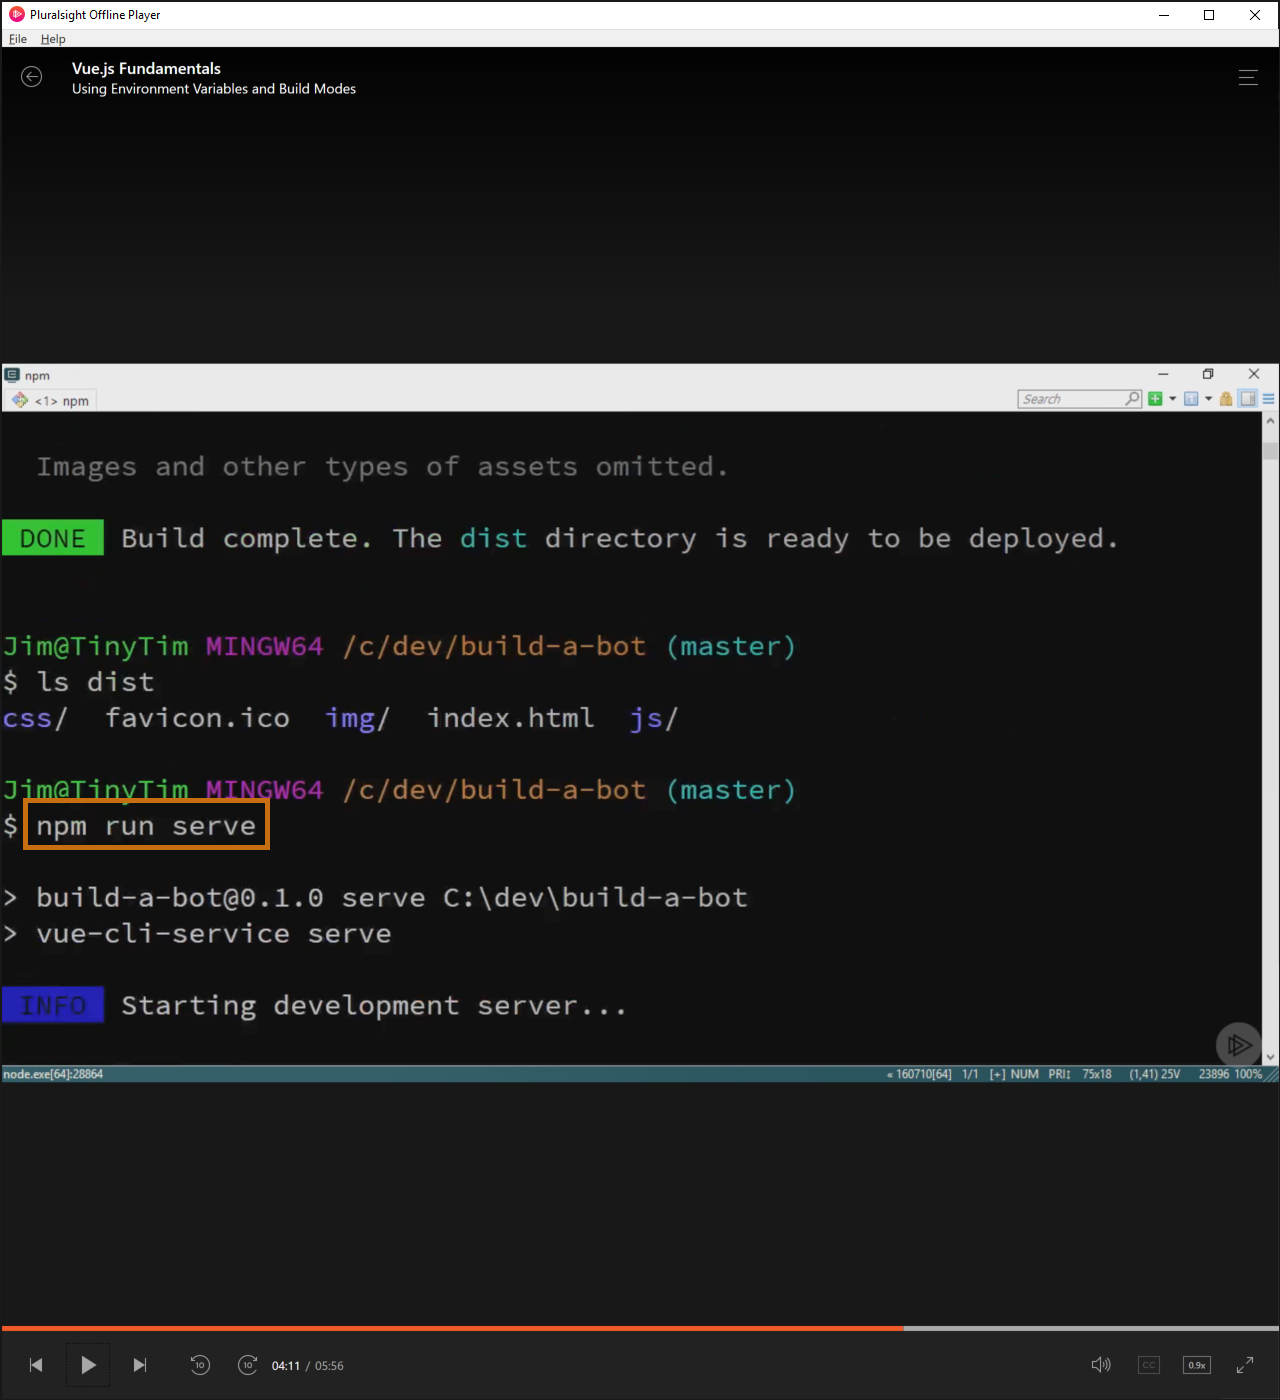 Pluralsight Offline Player
File Help
Vue.js Fundamentals
Using Environment Variables and Build Modes
npm
<1> npm
Search
Images and other types of assets omitted.
DONE Build complete. The dist directory is ready to be deployed.
Jim@TinyTim MINGW64 /c/dev/build-a-bot (master)
$ ls dist
css/ favicon.ico img/ index.html js/
Jim@TinyTim MINGW64 /c/dev/build-a-bot (master)
$ npm run serve
> build-a-bot@0.1.0 serve C:\dev\build-a-bot
> vue-cli-service serve
INFO Starting development server...
node.exe[64]:28864 « 160710[64] 1/1 [+] NUM PRI↕ 75x18 (1,41) 25V 23896 100%
10 10 04:11 / 05:56 CC 0.9x